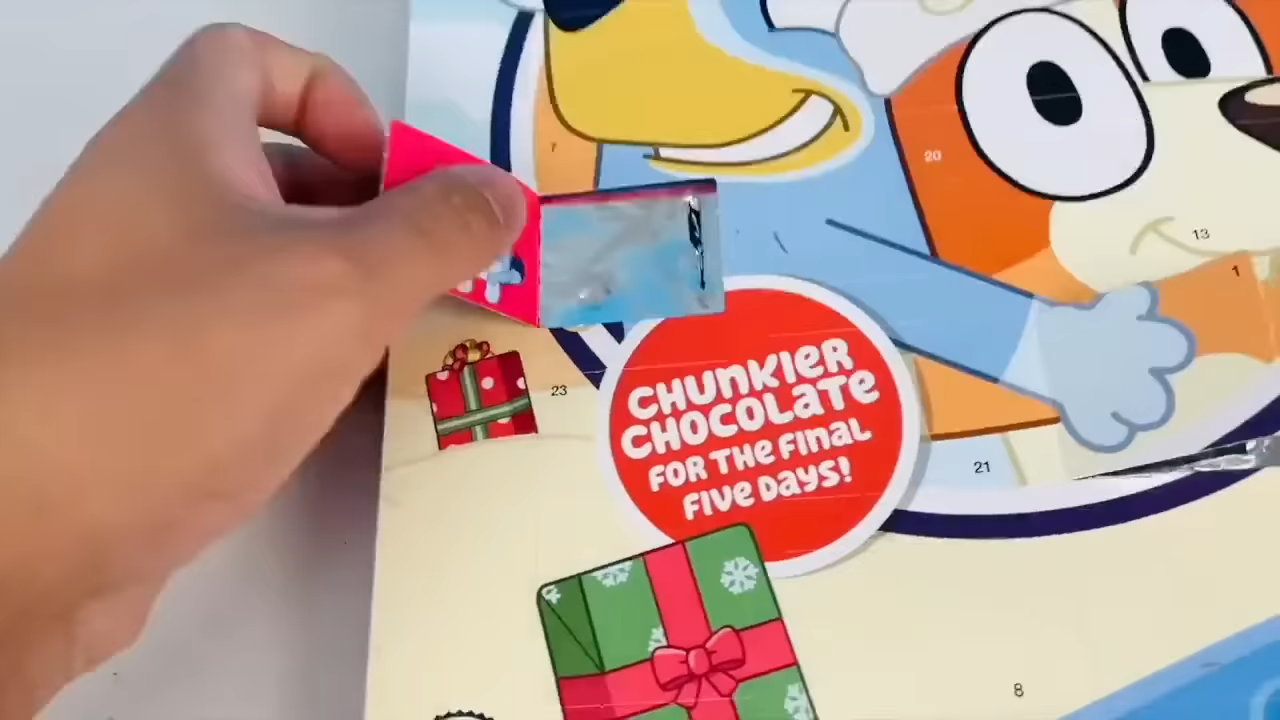 7
20
13
1
23
CHUNKIER
CHOCOLATE
FOR THE FINAL
FIVE DAYS!
21
8